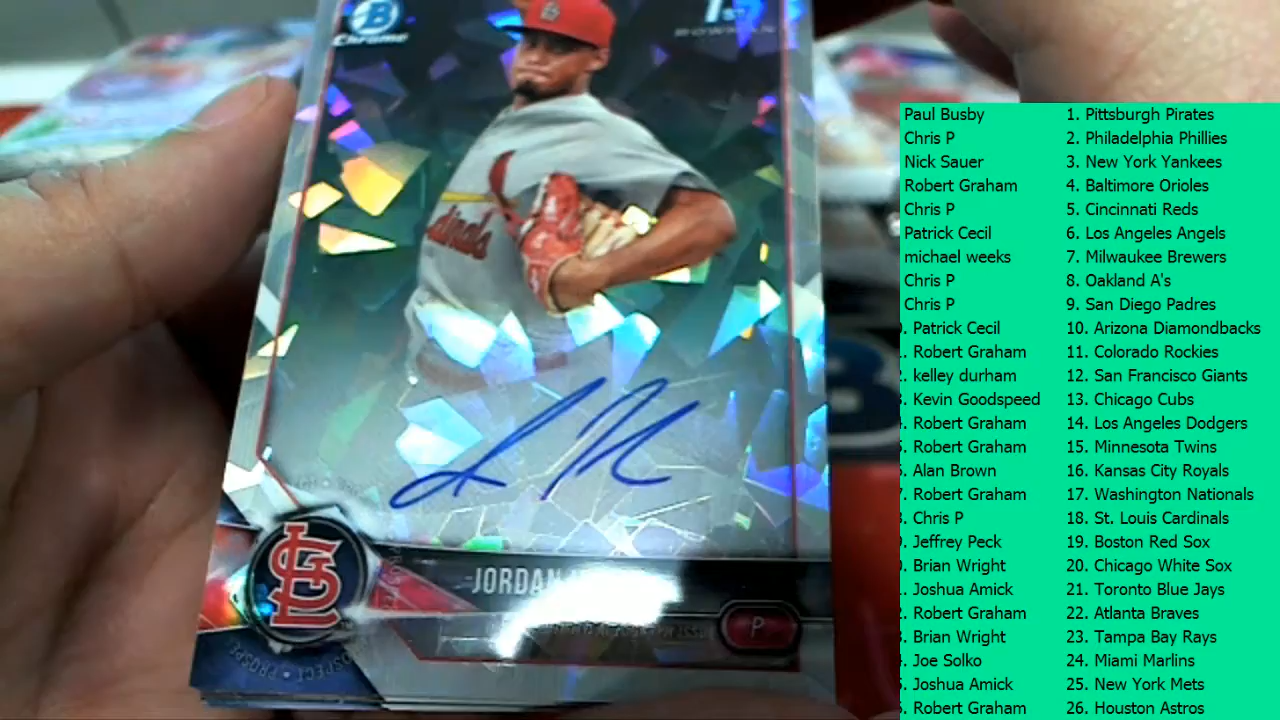 Chrome
1st
BOWMAN
Cardinals
JORDAN
P
Paul Busby 1. Pittsburgh Pirates
Chris P 2. Philadelphia Phillies
Nick Sauer 3. New York Yankees
Robert Graham 4. Baltimore Orioles
Chris P 5. Cincinnati Reds
Patrick Cecil 6. Los Angeles Angels
michael weeks 7. Milwaukee Brewers
Chris P 8. Oakland A's
Chris P 9. San Diego Padres
. Patrick Cecil 10. Arizona Diamondbacks
. Robert Graham 11. Colorado Rockies
. kelley durham 12. San Francisco Giants
. Kevin Goodspeed 13. Chicago Cubs
. Robert Graham 14. Los Angeles Dodgers
. Robert Graham 15. Minnesota Twins
. Alan Brown 16. Kansas City Royals
. Robert Graham 17. Washington Nationals
. Chris P 18. St. Louis Cardinals
. Jeffrey Peck 19. Boston Red Sox
. Brian Wright 20. Chicago White Sox
. Joshua Amick 21. Toronto Blue Jays
. Robert Graham 22. Atlanta Braves
. Brian Wright 23. Tampa Bay Rays
. Joe Solko 24. Miami Marlins
. Joshua Amick 25. New York Mets
. Robert Graham 26. Houston Astros